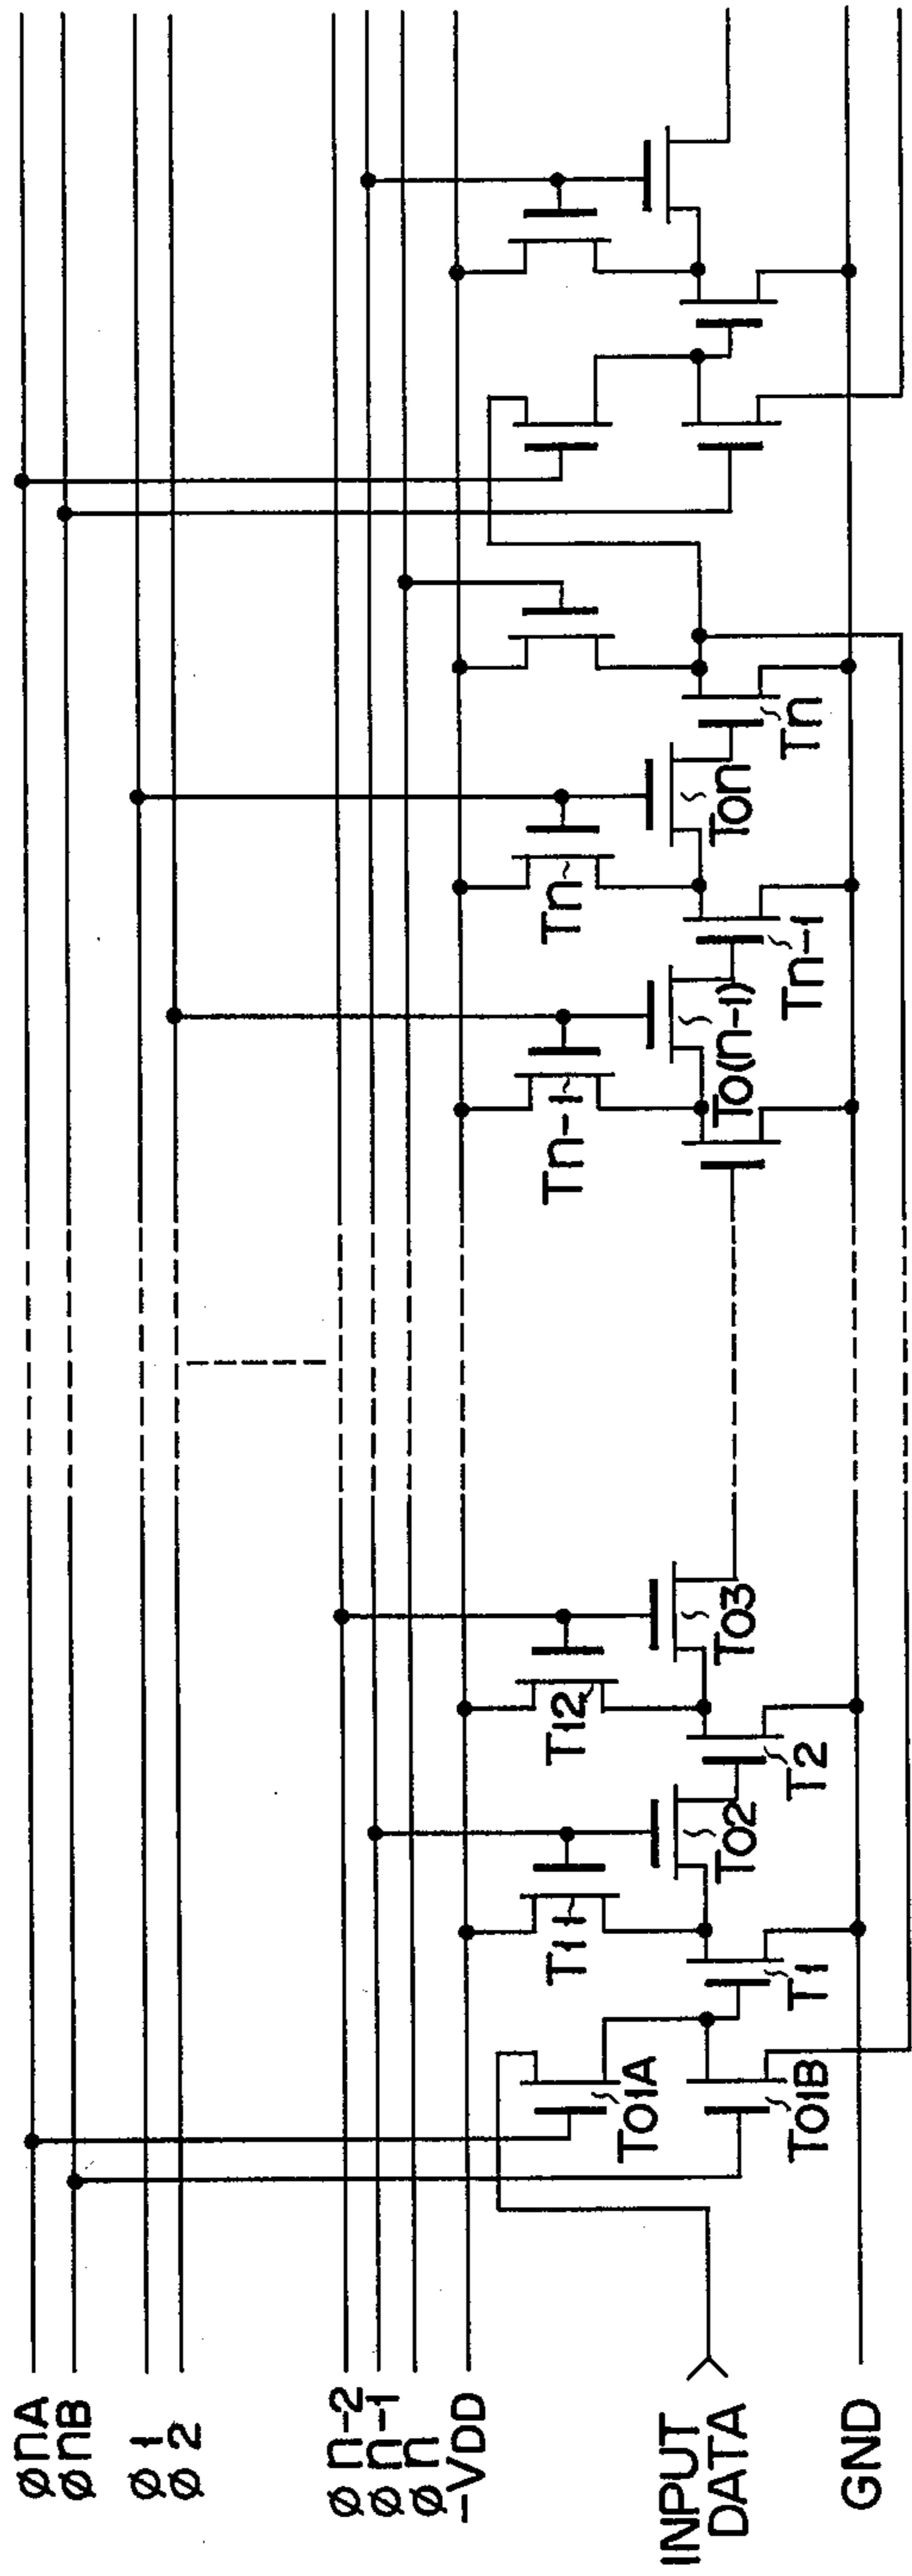 ØnA
ØnB
Ø1
Ø2
Øn-2
Øn-1
Øn
-VDD
INPUT
DATA
GND
T01A
T01B
T1
T11
T02
T2
T12
T03
Tn-1
T0(n-1)
Tn-1
Tn
T0n
Tn